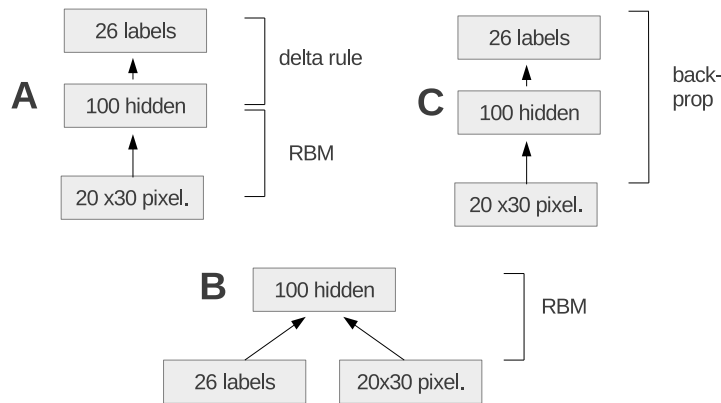 26 labels
delta rule
A
100 hidden
RBM
20 x30 pixel.
26 labels
C
100 hidden
back-
prop
20 x30 pixel.
B
100 hidden
RBM
26 labels
20x30 pixel.